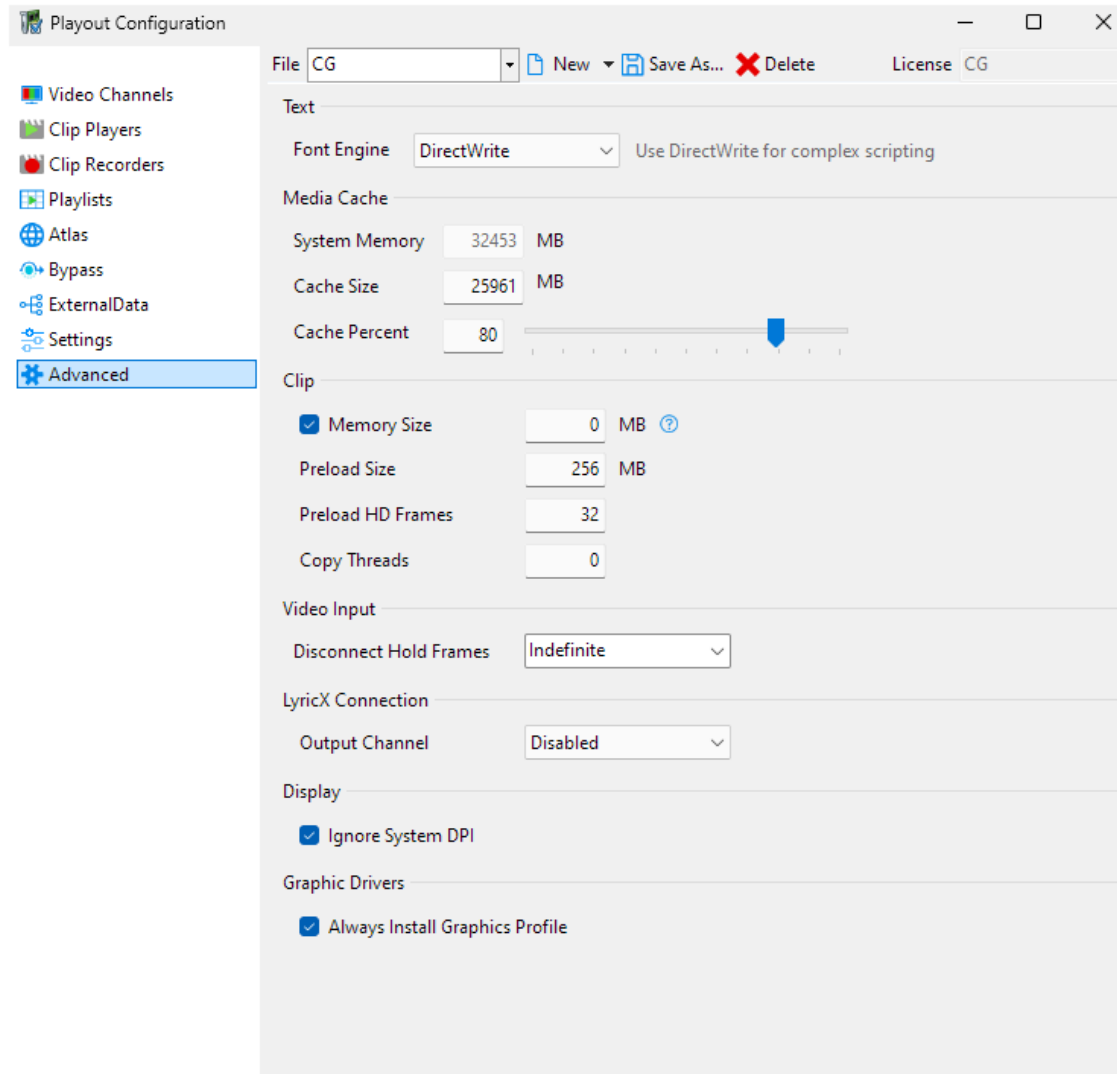 Playout Configuration
File CG New Save As... Delete License CG
Video Channels
Clip Players
Clip Recorders
Playlists
Atlas
Bypass
ExternalData
Settings
Advanced
Text
Font Engine DirectWrite Use DirectWrite for complex scripting
Media Cache
System Memory 32453 MB
Cache Size 25961 MB
Cache Percent 80
Clip
Memory Size 0 MB ?
Preload Size 256 MB
Preload HD Frames 32
Copy Threads 0
Video Input
Disconnect Hold Frames Indefinite
LyricX Connection
Output Channel Disabled
Display
Ignore System DPI
Graphic Drivers
Always Install Graphics Profile